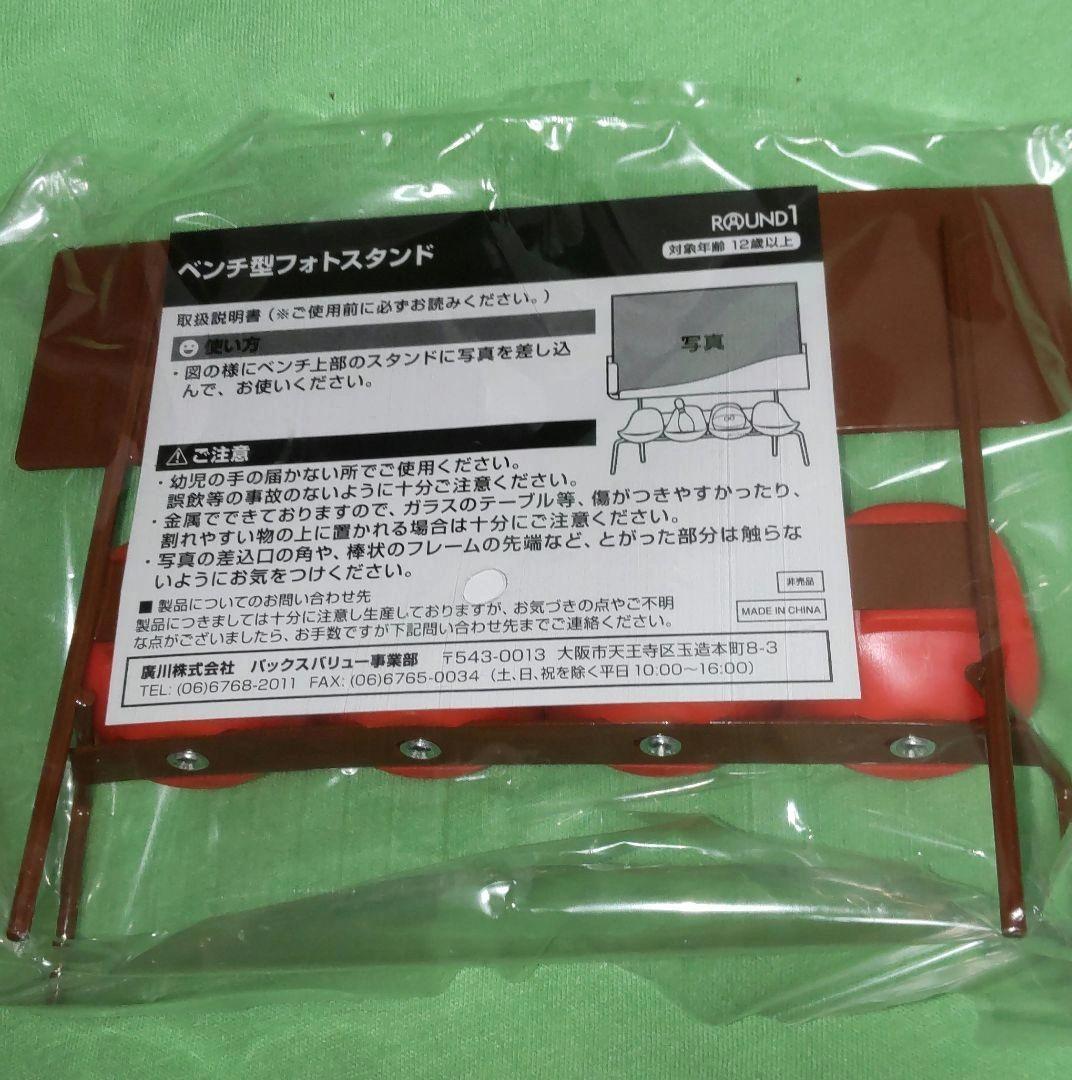 ROUND1
対象年齢 12歳以上
ベンチ型フォトスタンド
取扱説明書（※ご使用前に必ずお読みください。）
使い方
・図の様にベンチ上部のスタンドに写真を差し込
んで、お使いください。
写真
ご注意
・幼児の手の届かない所でご使用ください。
誤飲等の事故のないように十分ご注意ください。
・金属でできておりますので、ガラスのテーブル等、傷がつきやすかったり、
割れやすい物の上に置かれる場合は十分にご注意ください。
・写真の差込口の角や、棒状のフレームの先端など、とがった部分は触らな
いようにお気をつけください。
非売品
MADE IN CHINA
■製品についてのお問い合わせ先
製品につきましては十分に注意し生産しておりますが、お気づきの点やご不明
な点がございましたら、お手数ですが下記問い合わせ先までご連絡ください。
廣川株式会社 バックスバリュー事業部 〒543-0013 大阪市天王寺区玉造本町8-3
TEL: (06)6768-2011 FAX: (06)6765-0034（土、日、祝を除く平日 10:00～16:00）